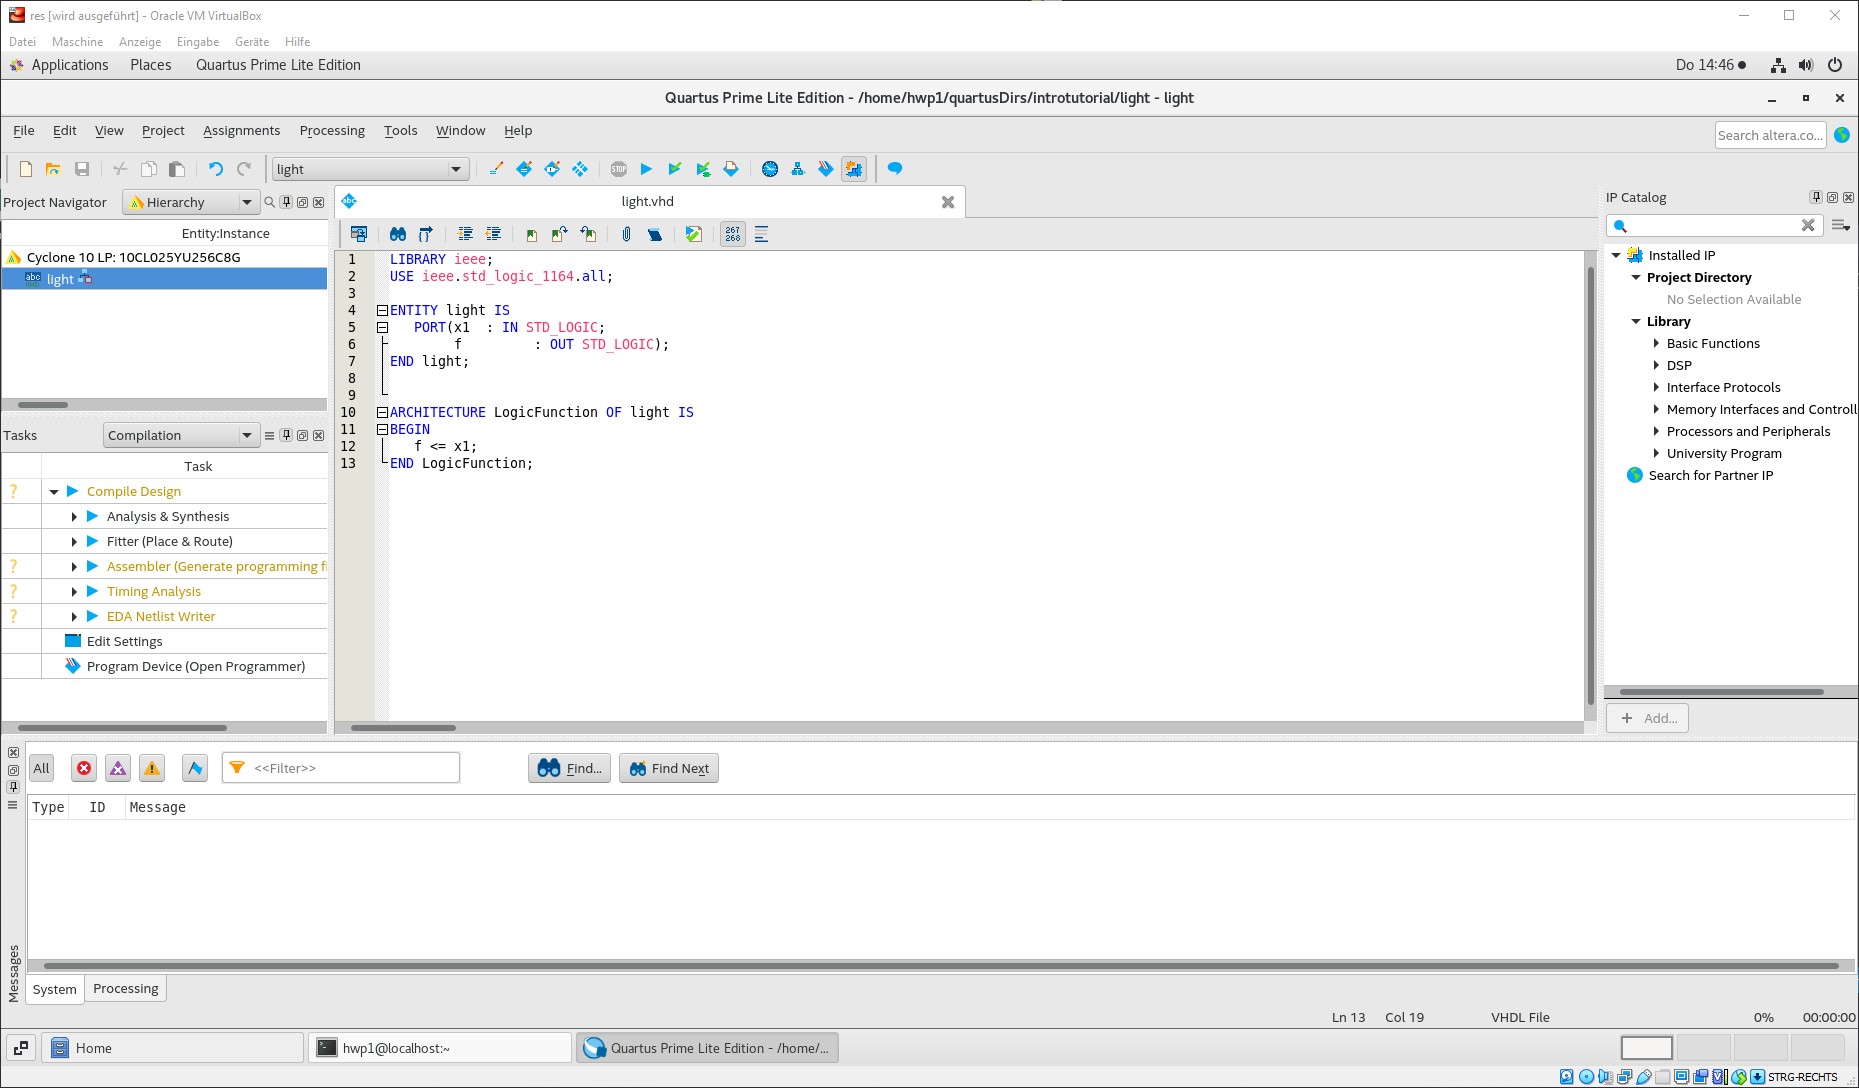 res [wird ausgeführt] - Oracle VM VirtualBox
Datei Maschine Anzeige Eingabe Geräte Hilfe
Applications Places Quartus Prime Lite Edition Do 14:46
Quartus Prime Lite Edition - /home/hwp1/quartusDirs/introtutorial/light - light
File Edit View Project Assignments Processing Tools Window Help
Search altera.co...
light
Project Navigator Hierarchy
Entity:Instance
Cyclone 10 LP: 10CL025YU256C8G
light
Tasks Compilation
Task
? Compile Design
Analysis & Synthesis
Fitter (Place & Route)
? Assembler (Generate programming fi
? Timing Analysis
? EDA Netlist Writer
Edit Settings
Program Device (Open Programmer)
light.vhd
267
268
1 LIBRARY ieee;
2 USE ieee.std_logic_1164.all;
3
4 ENTITY light IS
5 PORT(x1 : IN STD_LOGIC;
6 f : OUT STD_LOGIC);
7 END light;
8
9
10 ARCHITECTURE LogicFunction OF light IS
11 BEGIN
12 f <= x1;
13 END LogicFunction;
IP Catalog
Installed IP
Project Directory
No Selection Available
Library
Basic Functions
DSP
Interface Protocols
Memory Interfaces and Controll
Processors and Peripherals
University Program
Search for Partner IP
+ Add...
All <<Filter>> Find... Find Next
Type ID Message
Messages
System Processing
Ln 13 Col 19 VHDL File 0% 00:00:00
Home hwp1@localhost:~ Quartus Prime Lite Edition - /home/...
STRG-RECHTS